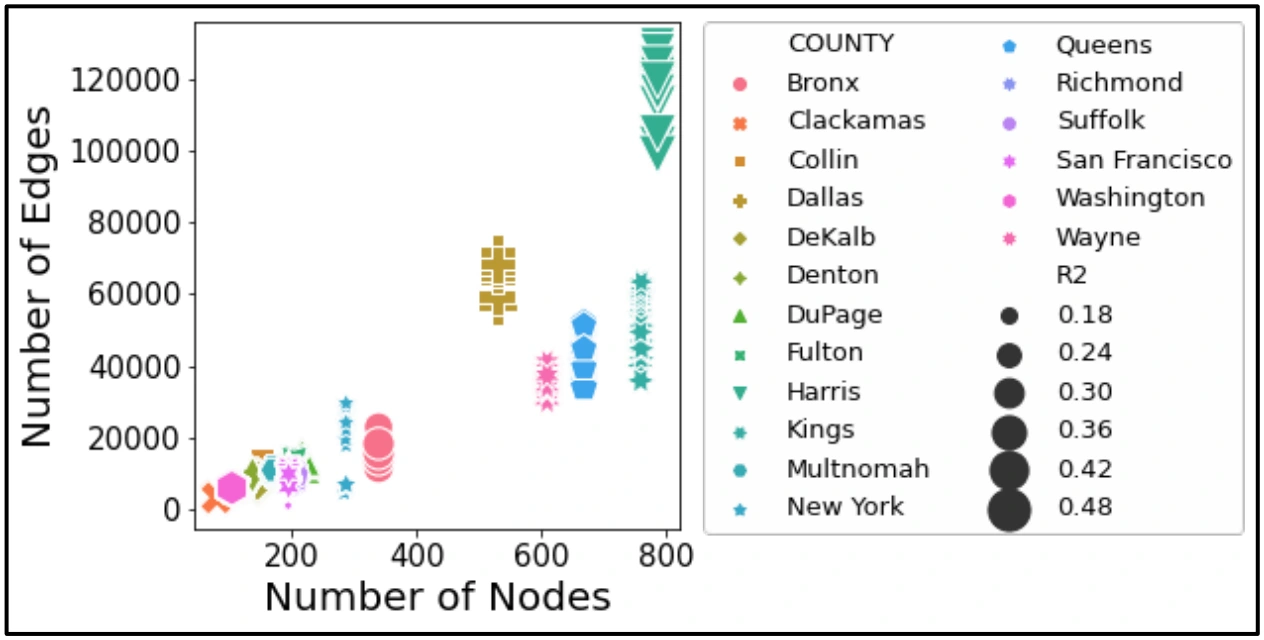 Number of Edges
120000
100000
80000
60000
40000
20000
0
200
400
600
800
Number of Nodes
COUNTY
Bronx
Clackamas
Collin
Dallas
DeKalb
Denton
DuPage
Fulton
Harris
Kings
Multnomah
New York
Queens
Richmond
Suffolk
San Francisco
Washington
Wayne
R2
0.18
0.24
0.30
0.36
0.42
0.48